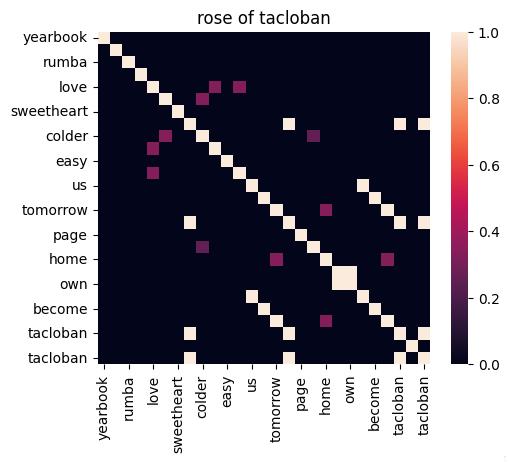 rose of tacloban
yearbook
rumba
love
sweetheart
colder
easy
us
tomorrow
page
home
own
become
tacloban
tacloban
yearbook
rumba
love
sweetheart
colder
easy
us
tomorrow
page
home
own
become
tacloban
tacloban
1.0
0.8
0.6
0.4
0.2
0.0